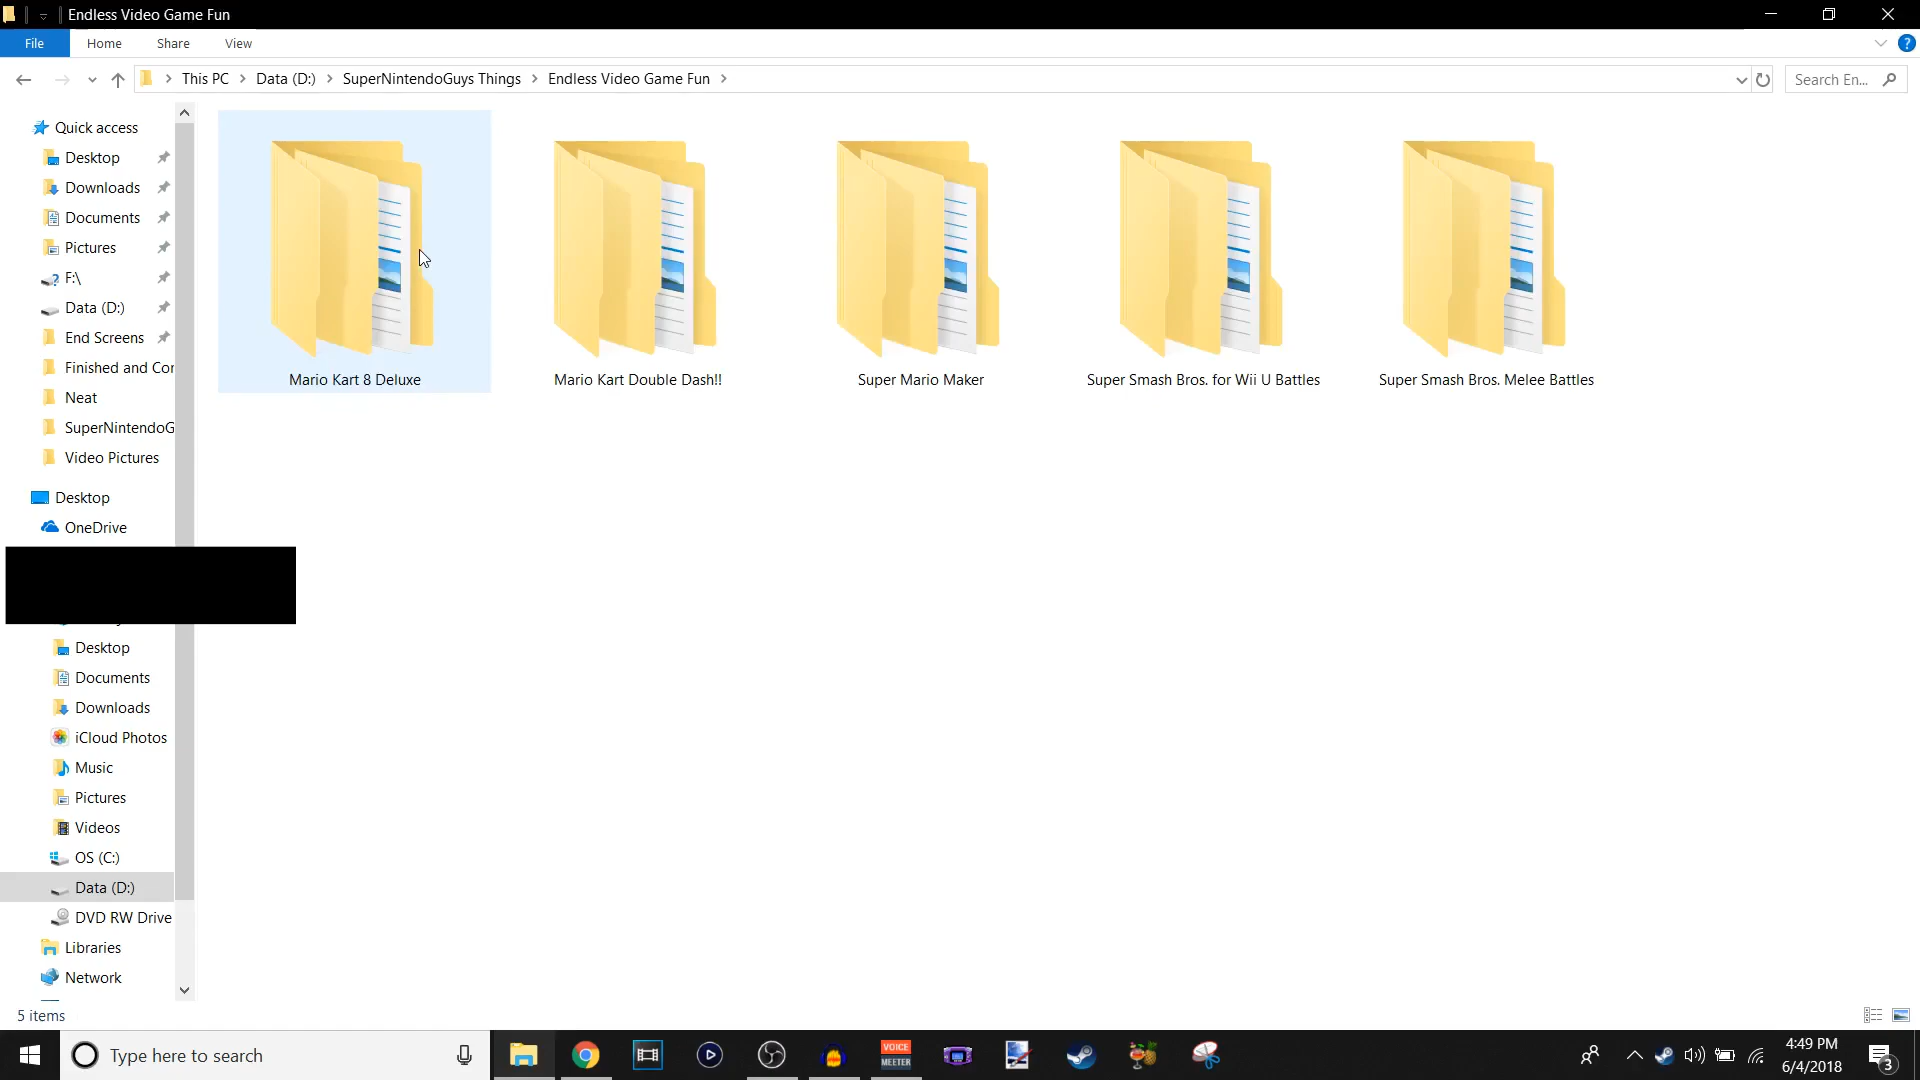 Endless Video Game Fun
File Home Share View
This PC Data (D:) SuperNintendoGuys Things Endless Video Game Fun
Search En...
Quick access
Desktop
Downloads
Documents
Pictures
F:\
Data (D:)
End Screens
Finished and Cor
Neat
SuperNintendoG
Video Pictures
Desktop
OneDrive
Desktop
Documents
Downloads
iCloud Photos
Music
Pictures
Videos
OS (C:)
Data (D:)
DVD RW Drive
Libraries
Network
Mario Kart 8 Deluxe
Mario Kart Double Dash!!
Super Mario Maker
Super Smash Bros. for Wii U Battles
Super Smash Bros. Melee Battles
5 items
Type here to search
VOICE
MEETER
4:49 PM
6/4/2018
3